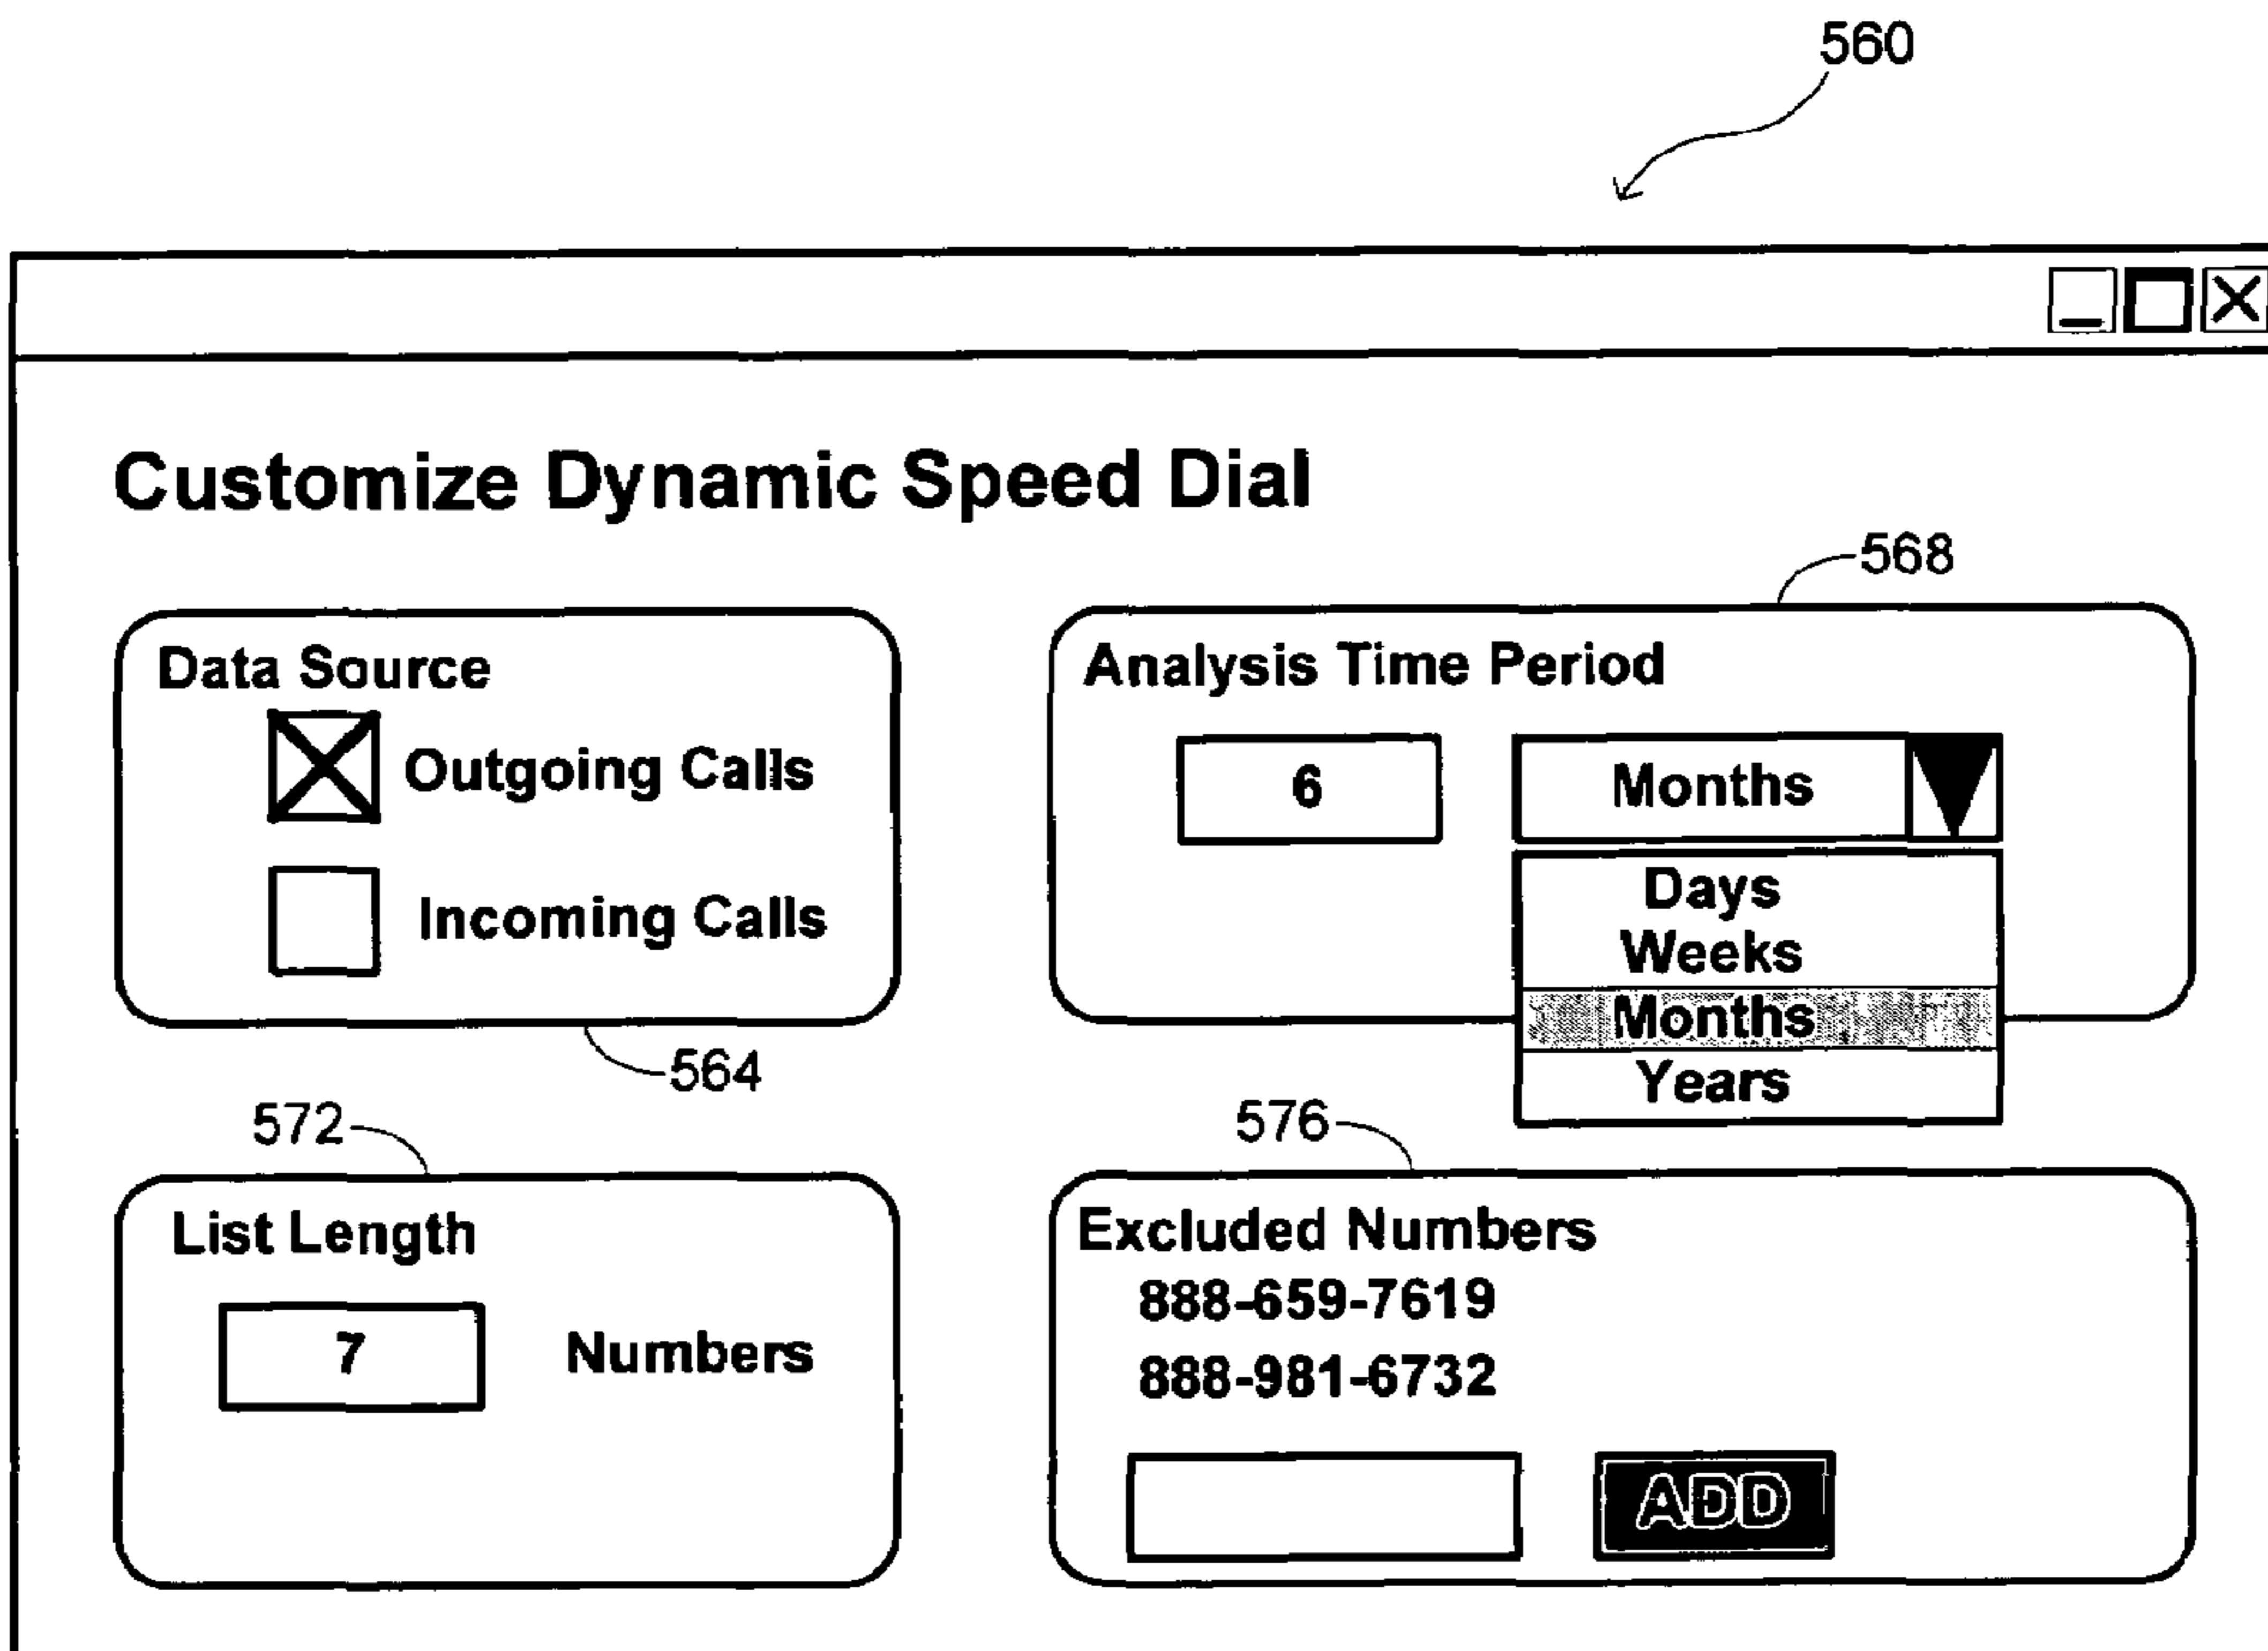 560
Customize Dynamic Speed Dial
568
Data Source
Outgoing Calls
Incoming Calls
564
Analysis Time Period
6
Months
Days
Weeks
Months
Years
572
List Length
7 Numbers
576
Excluded Numbers
888-659-7619
888-981-6732
ADD